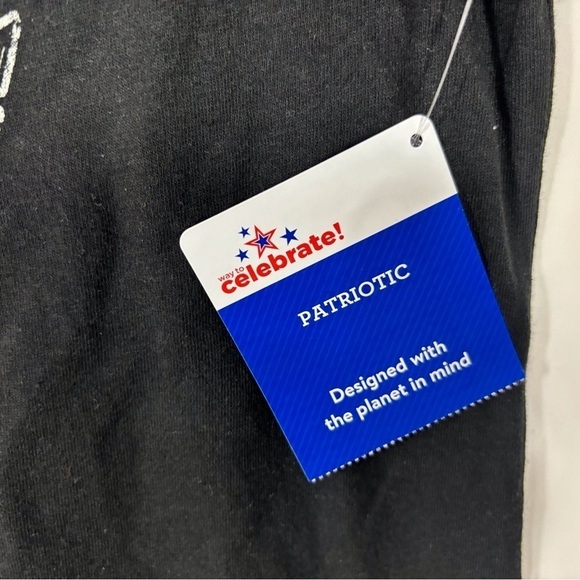 way to
celebrate!
PATRIOTIC
Designed with
the planet in mind